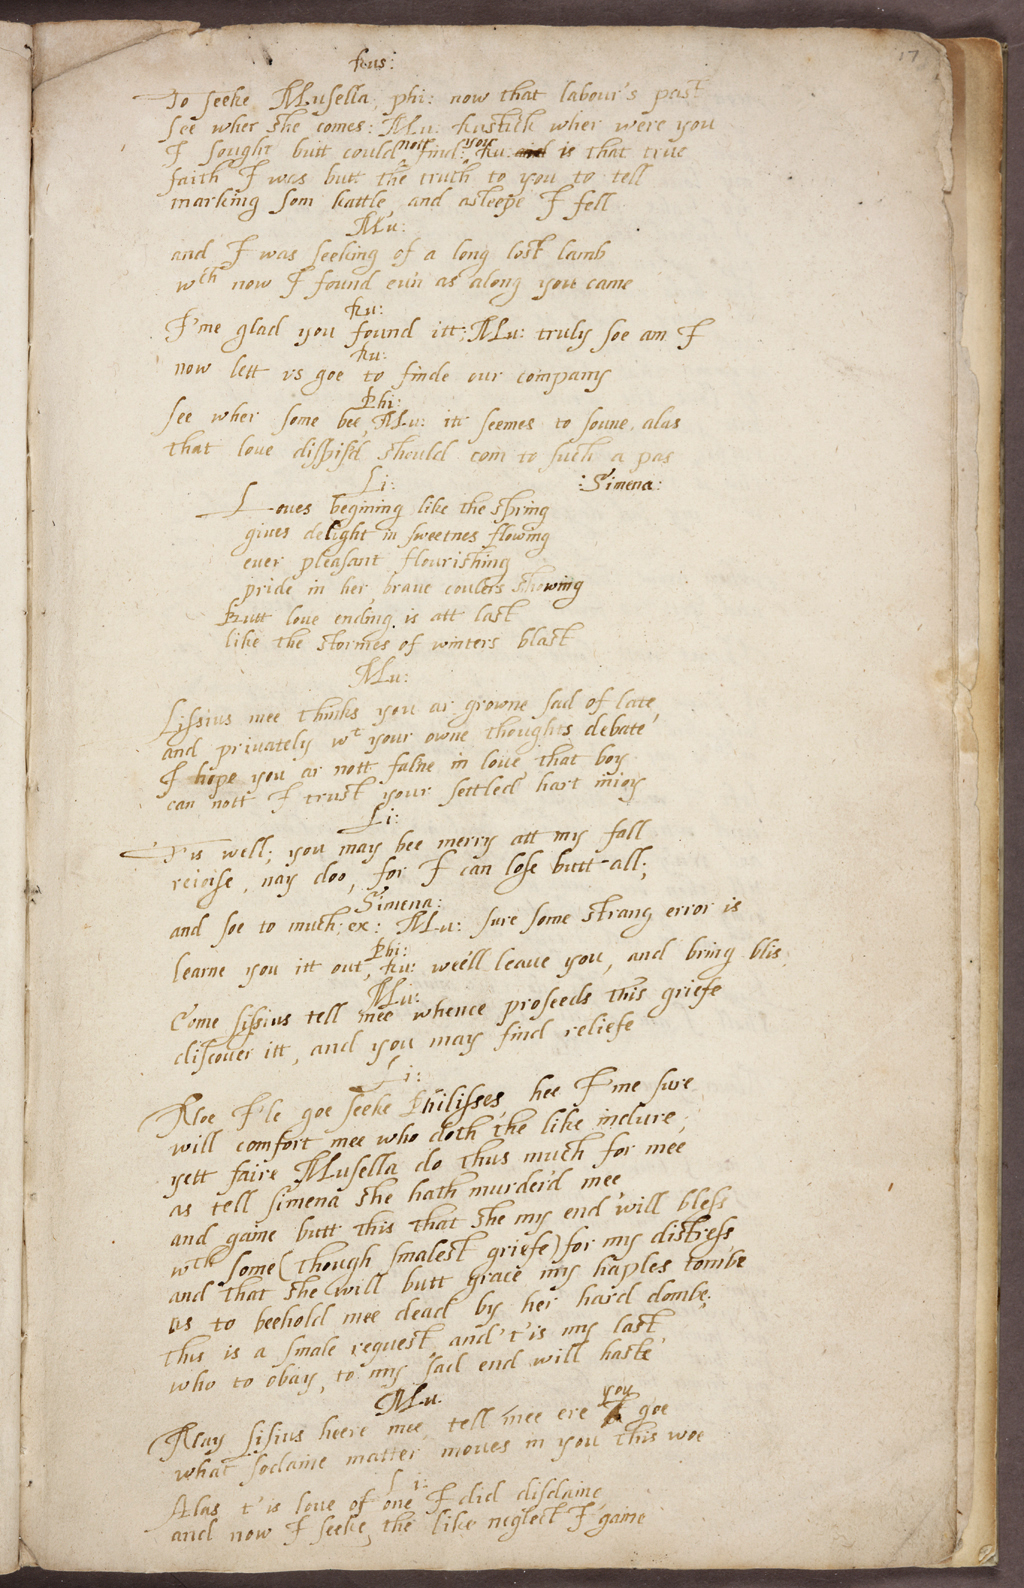 17
Rus:
To seeke Musella; phi: now that labour's past
see wher she comes: Mu: Rustick wher were you
I sought butt could nott find: you Ru: and is that true
faith I was butt the truth to you to tell
marking som kattle, and asleepe I fell
Mu:
and I was seeking of a long lost lamb
wch now I found eu'n as along you came
Ru:
I'me glad you found itt; Mu: truly soe am I
Ru:
now lett vs goe to finde our company
Phi:
see wher some bee, Mu: itt seemes to soune, alas
that loue dispis'd should com to such a pas
Li: :Simena:
Loues begining like the spring
giues delight in sweetnes flowing
euer pleasant flourishing
pride in her braue coulers showing
Butt loue ending is att last
like the stormes of winters blast
Mu:
Lissius mee thinks you ar growne sad of late,
and privately wt your owne thoughts debate
I hope you ar nott falne in loue that boy
can nott I trust your settled hart inioy
Li:
T'is well; you may bee merry att my fall
reioise, nay doo, for I can lose butt all;
Simena:
and soe to much; ex: Mu: sure some strang error is
Phi:
learne you itt out, Ru: wee'll leaue you, and bring blis
Mu:
Come lissius tell mee whence proseeds this griefe
discouer itt, and you may find reliefe
Li:
Noe I'le goe seeke Philisses, hee I'me sure
will comfort mee who doth the like indure;
yett faire Musella do thus much for mee
as tell simena she hath murder'd mee
and gaine butt this that she my end will bless
wth some (though smalest griefe) for my distress
and that she will butt grace my haples tombe
as to beehold mee dead by her hard dombe;
this is a smale request, and t'is my last,
who to obay, to my sad end will haste
Mu.
Nay lisius heere mee, tell mee ere you goe
what sodaine matter moues in you this woe
Li:
Alas t'is loue of one I did disdaine
and now I seeke, the like neglect I gaine